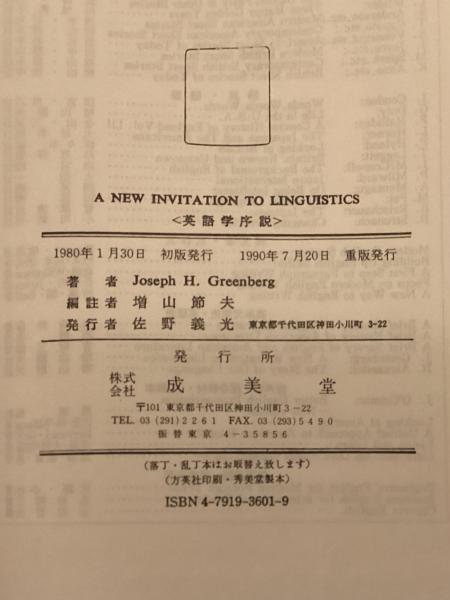 A NEW INVITATION TO LINGUISTICS
<英語学序説>
1980年1月30日 初版発行 1990年7月20日 重版発行
著者 Joseph H. Greenberg
編註者 増山節夫
発行者 佐野義光 東京都千代田区神田小川町 3-22
発行所
株式会社 成美堂
〒101 東京都千代田区神田小川町3-22
TEL. 03 (291) 2261 FAX. 03 (293) 5490
振替東京 4-35856
(落丁・乱丁本はお取替え致します)
(方英社印刷・秀美堂製本)
ISBN 4-7919-3601-9